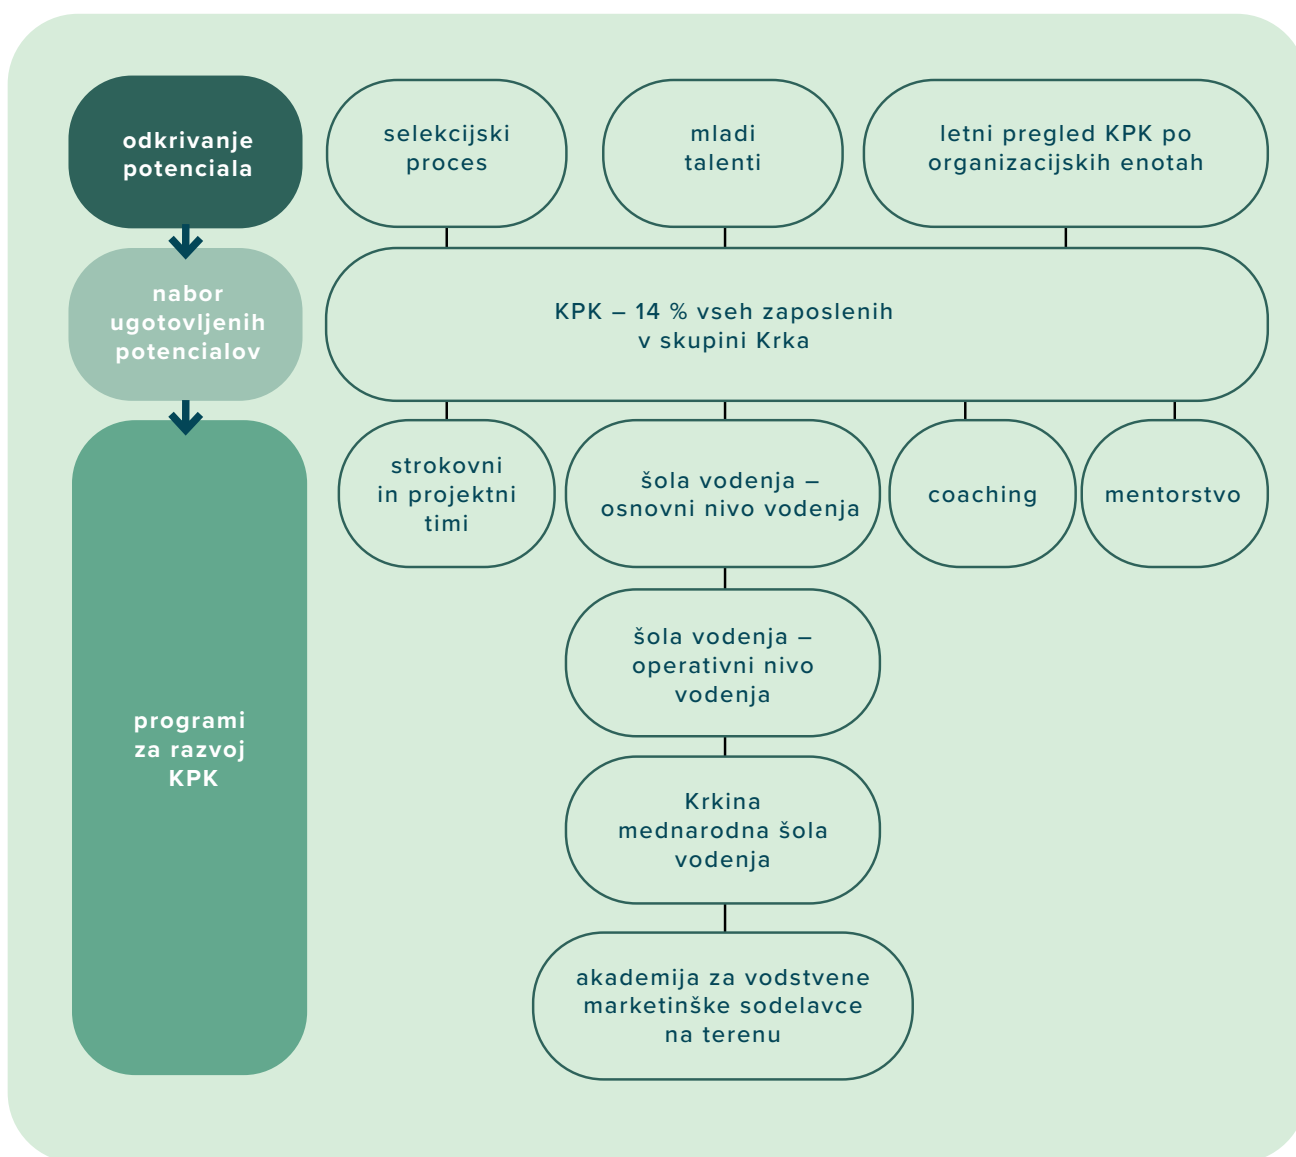 odkrivanje
potenciala
selekcijski
proces
mladi
talenti
letni pregled KPK po
organizacijskih enotah
nabor
ugotovljenih
potencialov
KPK – 14 % vseh zaposlenih
v skupini Krka
programi
za razvoj
KPK
strokovni
in projektni
timi
šola vodenja –
osnovni nivo vodenja
coaching
mentorstvo
šola vodenja –
operativni nivo
vodenja
Krkina
mednarodna šola
vodenja
akademija za vodstvene
marketinške sodelavce
na terenu